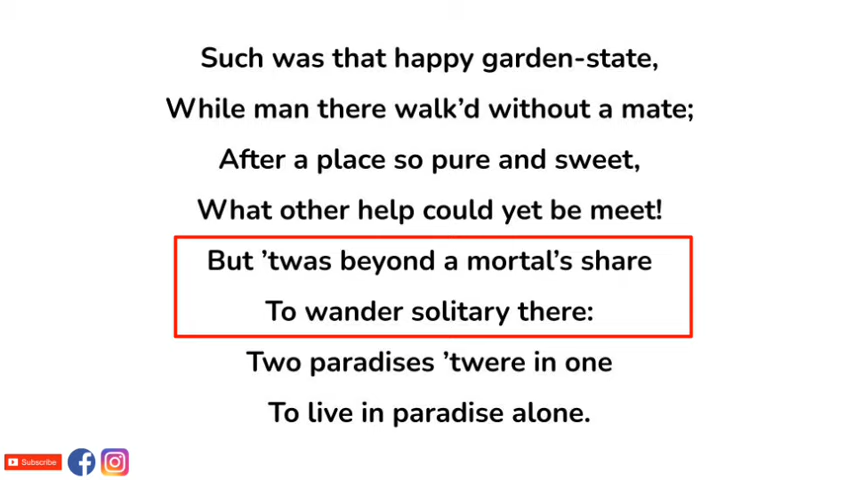 Such was that happy garden-state,
While man there walk’d without a mate;
After a place so pure and sweet,
What other help could yet be meet!
But ’twas beyond a mortal’s share
To wander solitary there:
Two paradises ’twere in one
To live in paradise alone.
Subscribe